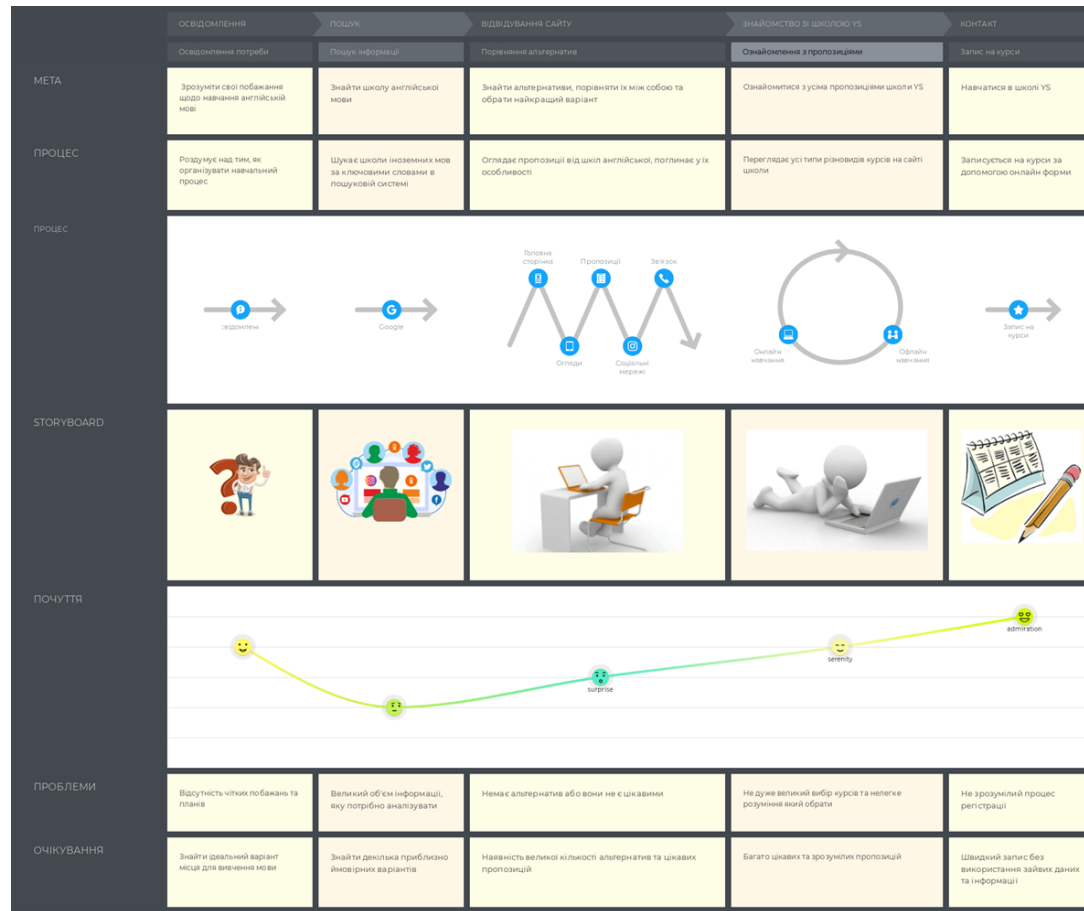 ОСВІДОМЛЕННЯ
ПОШУК
ВІДВІДУВАННЯ САЙТУ
ЗНАЙОМСТВО ЗІ ШКОЛОЮ YS
КОНТАКТ
Освідомлення потреби
Пошук інформації
Порівняння альтернатив
Ознайомлення з пропозиціями
Запис на курси
МЕТА
Зрозуміти свої побажання
щодо навчання англійській
мові
Знайти школу англійської
мови
Знайти альтернативи, порівняти їх між собою та
обрати найкращий варіант
Ознайомитися з усіма пропозиціями школи YS
Навчатися в школі YS
ПРОЦЕС
Роздумує над тим, як
організувати навчальний
процес
Шукає школи іноземних мов
за ключовими словами в
пошуковій системі
Оглядає пропозиції від шкіл англійської, поглинає у їх
особливості
Переглядає усі типи різновидів курсів на сайті
школи
Записується на курси за
допомогою онлайн форми
ПРОЦЕС
свідомлен
Google
Головна
сторінка
Пропозиції
Зв'язок
Огляди
Соціальні
мережі
Онлайн
навчання
Офлайн
навчання
Запис на
курси
STORYBOARD
ПОЧУТТЯ
surprise
serenity
admiration
ПРОБЛЕМИ
Відсутність чітких побажань та
планів
Великий об'єм інформації,
яку потрібно аналізувати
Немає альтернатив або вони не є цікавими
Не дуже великий вибір курсів та нелегке
розуміння який обрати
Не зрозумілий процес
регістрації
ОЧІКУВАННЯ
Знайти ідеальний варіант
місця для вивчення мови
Знайти декілька приблизно
ймовірних варіантів
Наявність великої кількості альтернатив та цікавих
пропозицій
Багато цікавих та зрозумілих пропозицій
Швидкий запис без
використання зайвих даних
та інформації